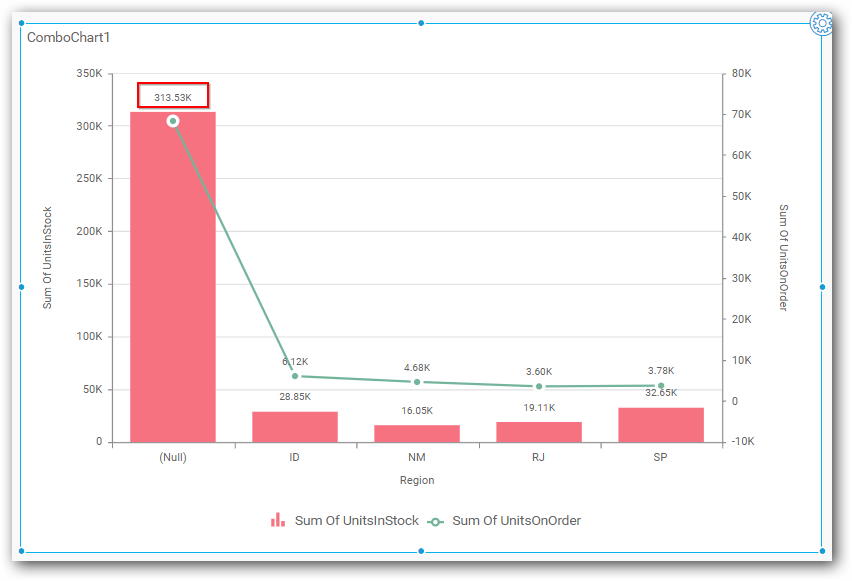 ComboChart1
350K
300K
250K
200K
150K
100K
50K
0
Sum Of UnitsInStock
313.53K
6.12K
4.68K
3.60K
3.78K
28.85K
16.05K
19.11K
32.65K
80K
70K
60K
50K
40K
30K
20K
10K
0
-10K
Sum Of UnitsOnOrder
(Null) ID NM RJ SP
Region
Sum Of UnitsInStock Sum Of UnitsOnOrder